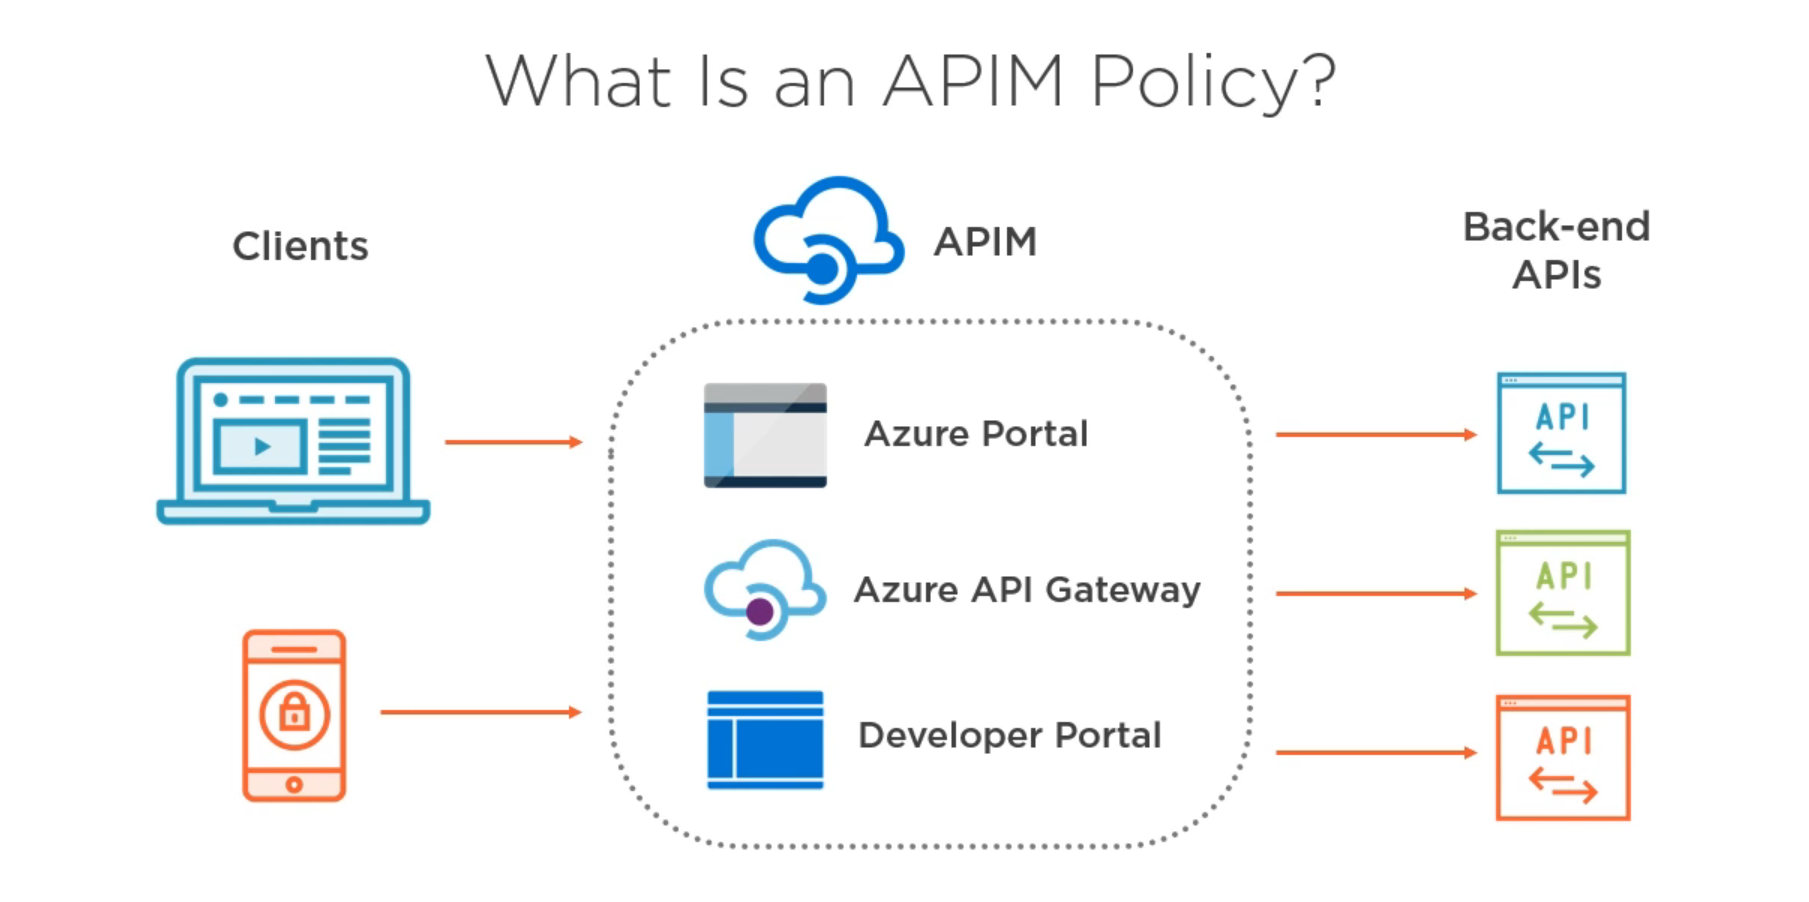 What Is an APIM Policy?
Clients
APIM
Back-end
APIs
Azure Portal
Azure API Gateway
Developer Portal
API
API
API